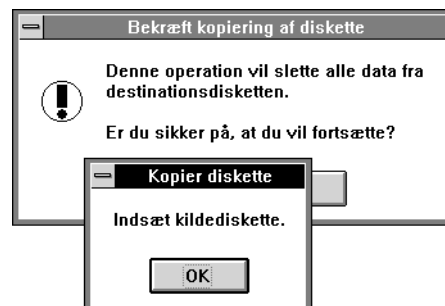 Bekræft kopiering af diskette
Denne operation vil slette alle data fra
destinationsdisketten.
Er du sikker på, at du vil fortsætte?
Kopier diskette
Indsæt kildediskette.
OK